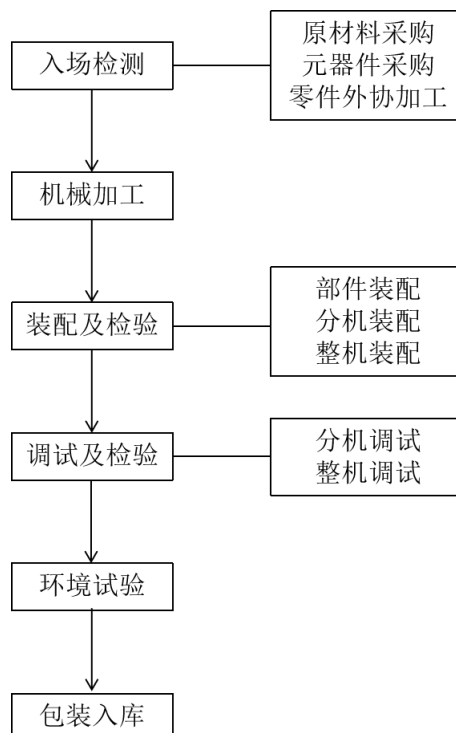 入场检测
原材料采购
元器件采购
零件外协加工
机械加工
装配及检验
部件装配
分机装配
整机装配
调试及检验
分机调试
整机调试
环境试验
包装入库